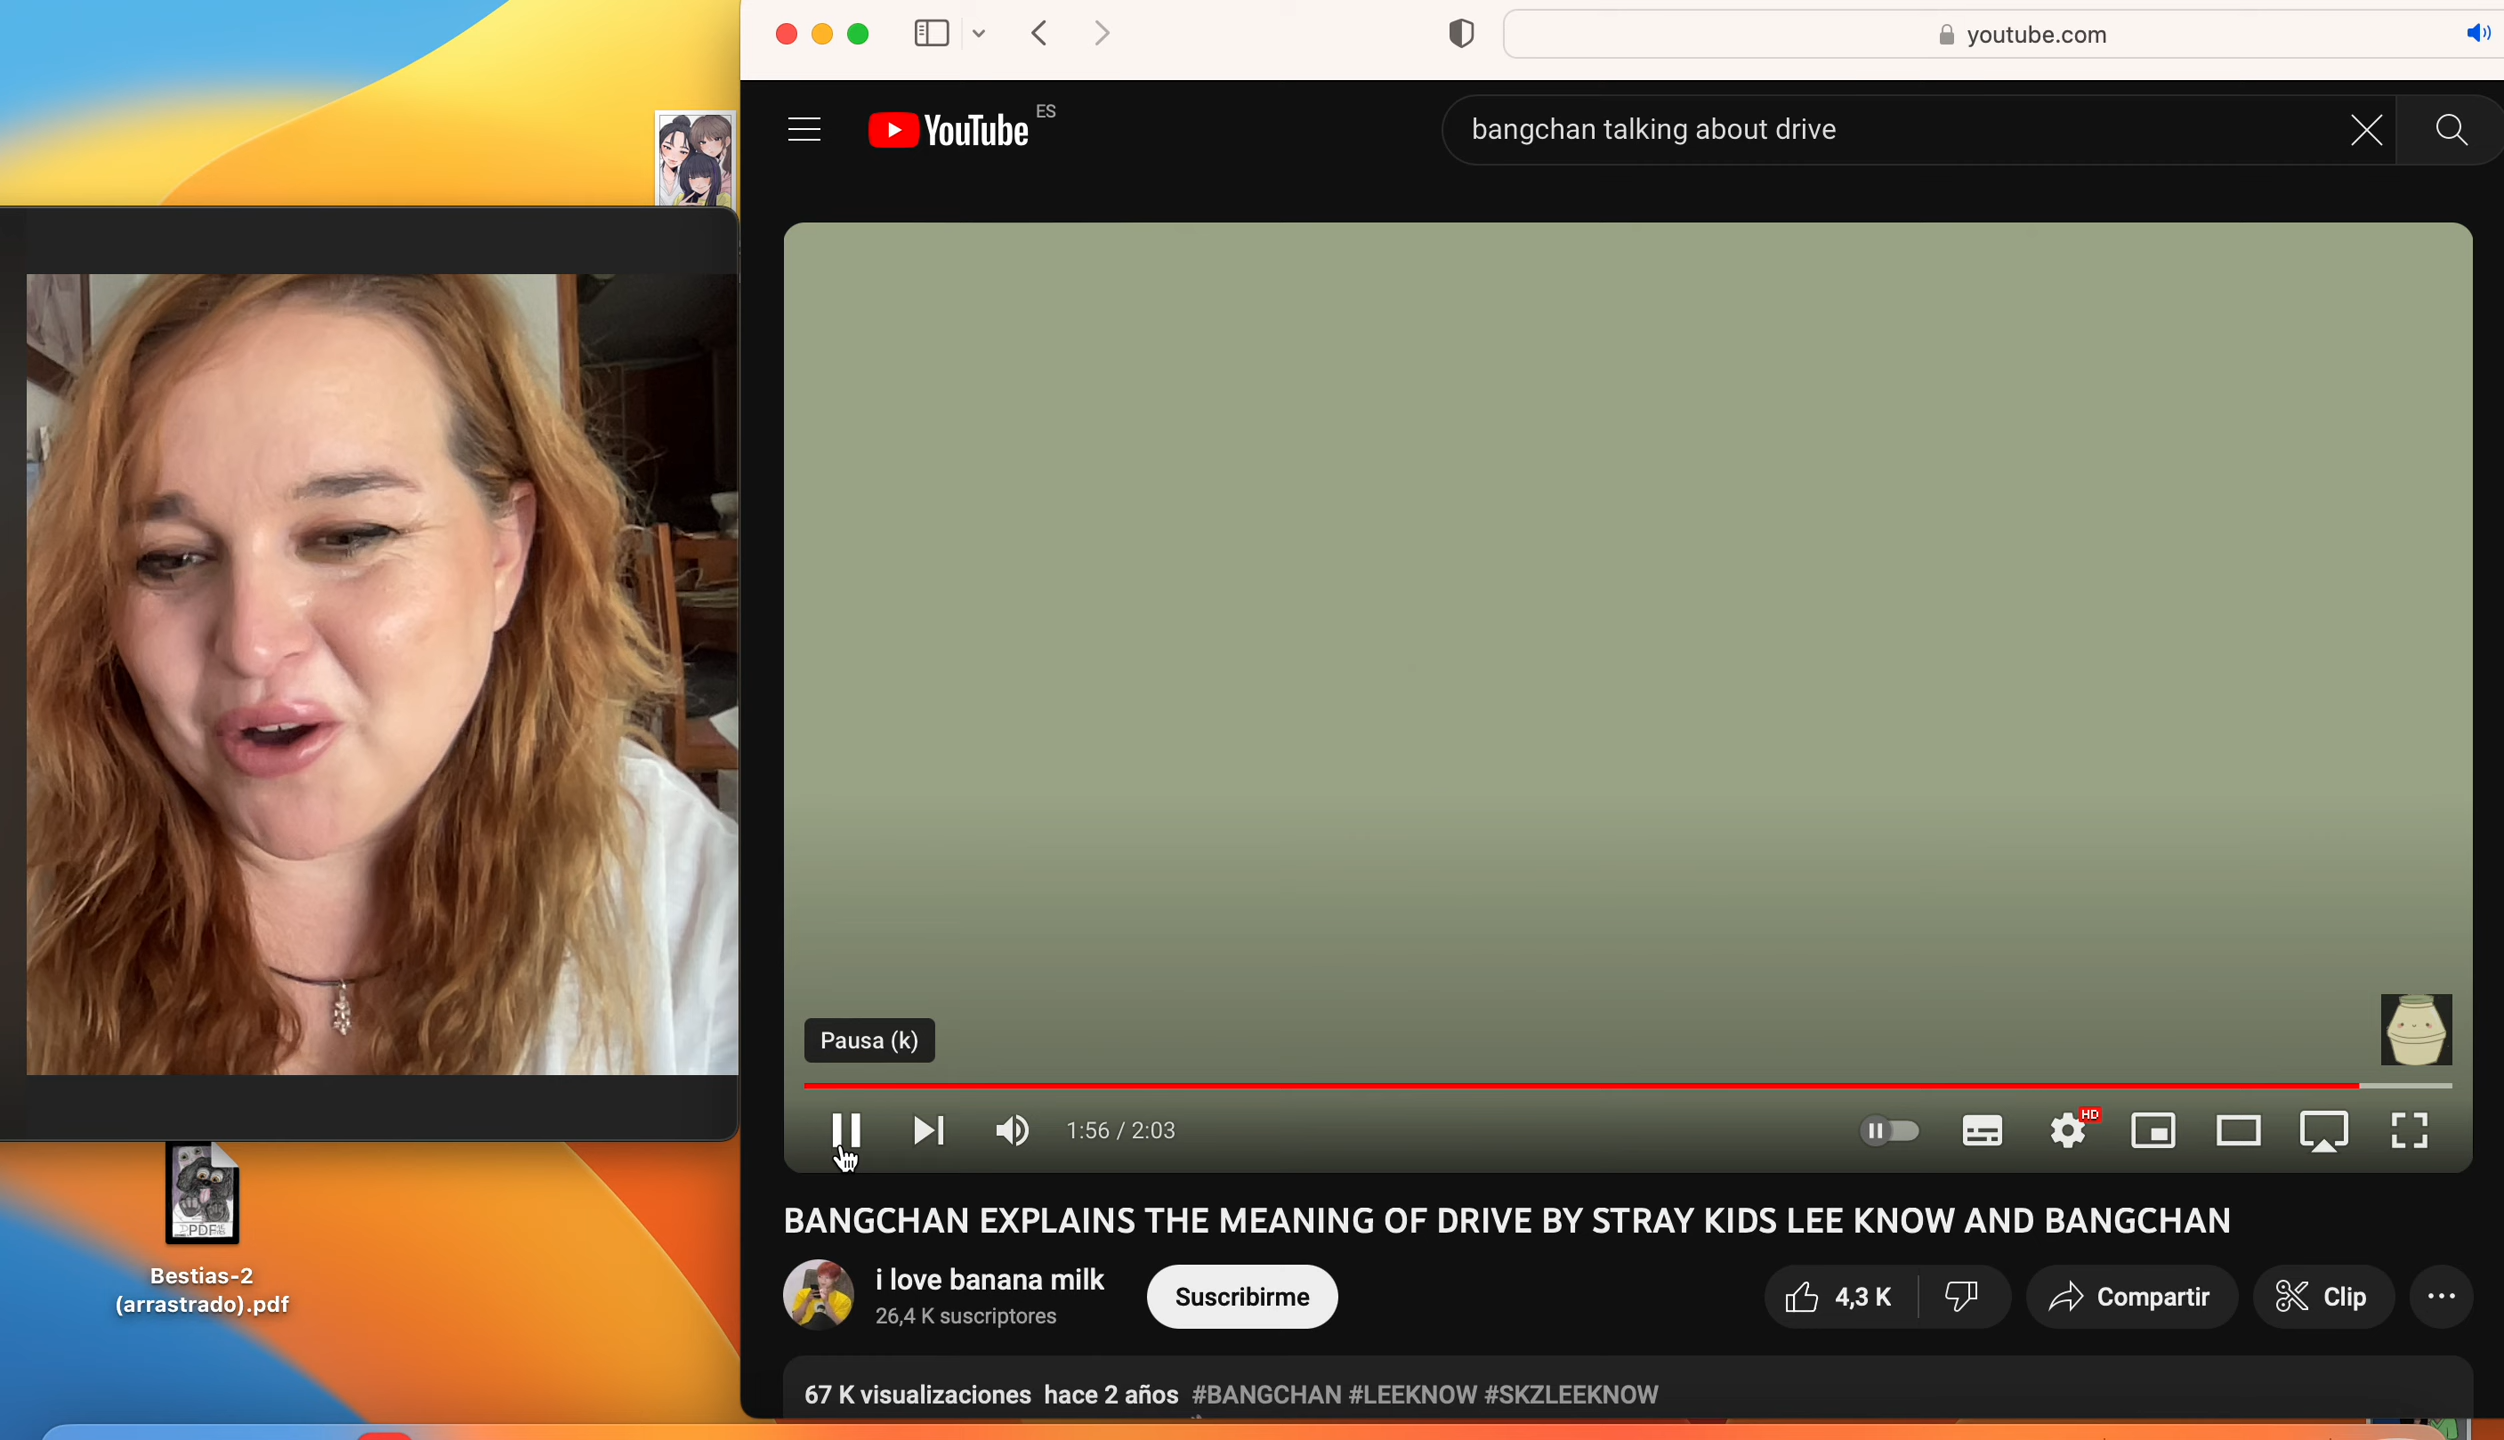 youtube.com
YouTube ES
bangchan talking about drive
Pausa (k)
1:56 / 2:03
HD
BANGCHAN EXPLAINS THE MEANING OF DRIVE BY STRAY KIDS LEE KNOW AND BANGCHAN
i love banana milk
26,4 K suscriptores
Suscribirme
4,3 K
Compartir
Clip
67 K visualizaciones hace 2 años #BANGCHAN #LEEKNOW #SKZLEEKNOW
PDF
Bestias-2
(arrastrado).pdf